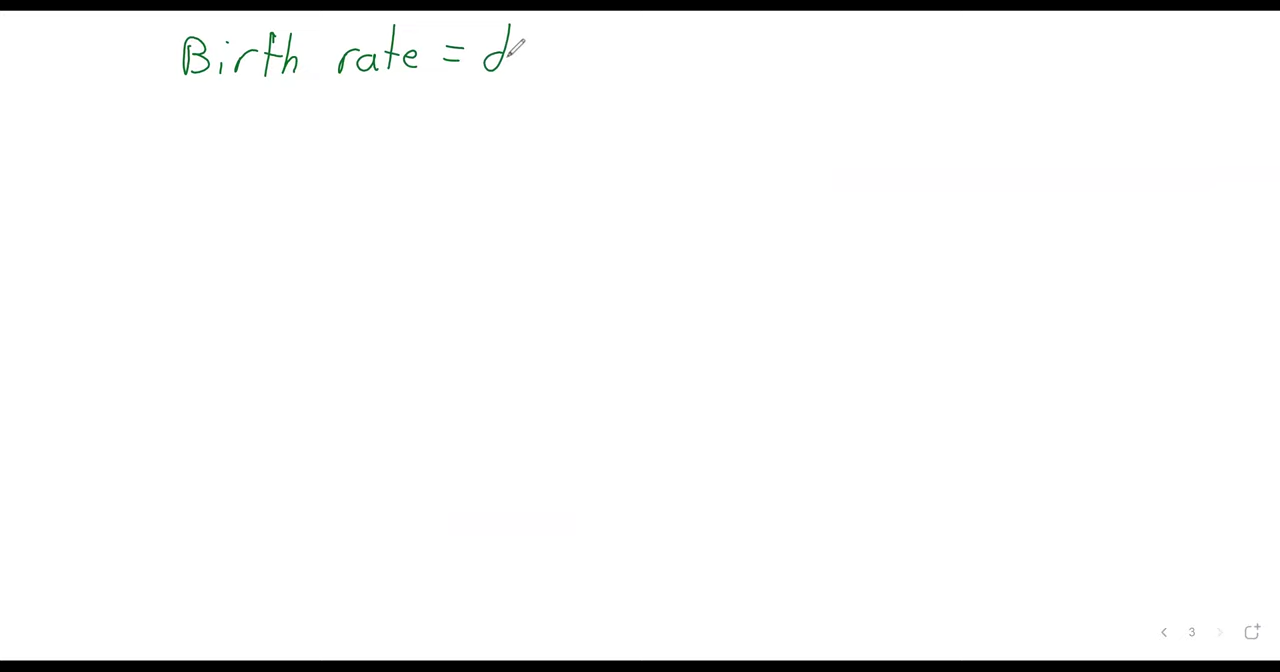 Birth rate = d
3